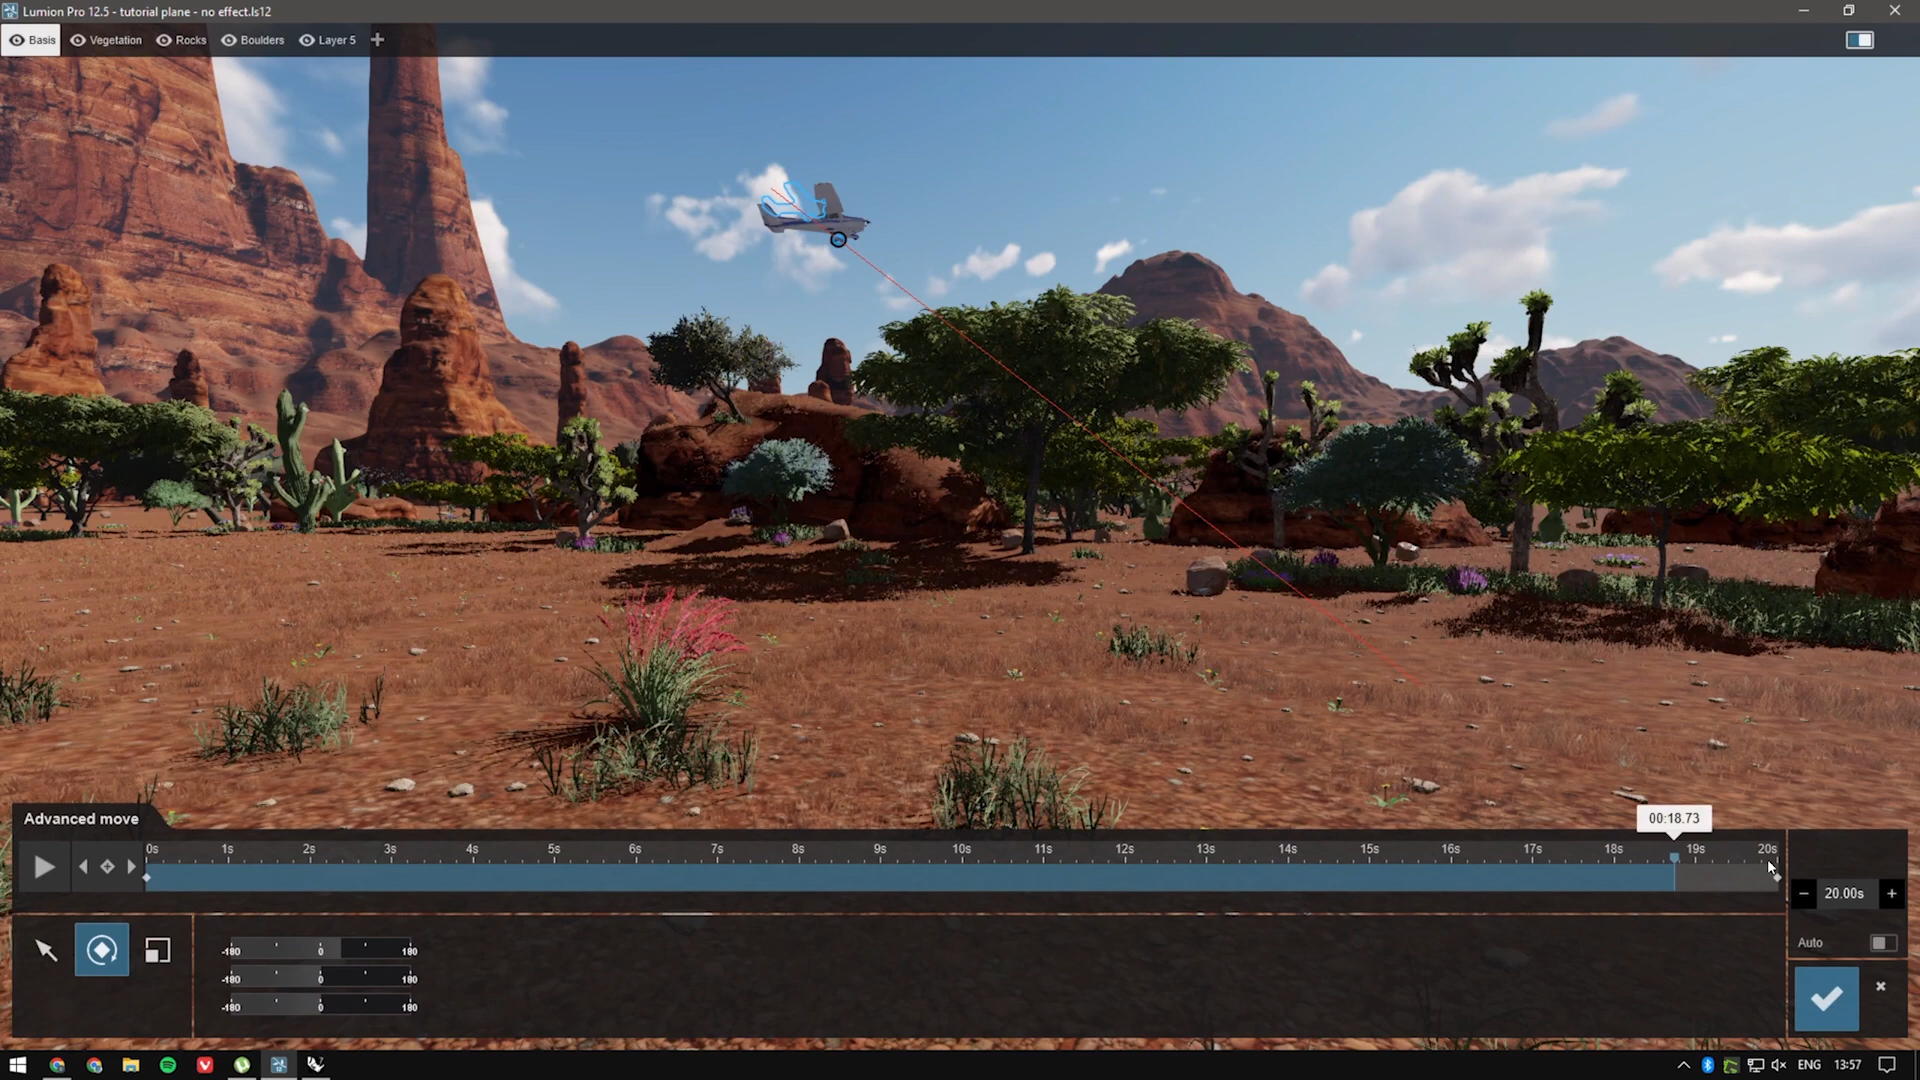 Lumion Pro 12.5 - tutorial plane - no effect.ls12
Basis Vegetation Rocks Boulders Layer 5
Advanced move
00:18.73
0s 1s 2s 3s 4s 5s 6s 7s 8s 9s 10s 11s 12s 13s 14s 15s 16s 17s 18s 19s 20s
20.00s
Auto
-180 0 180
-180 0 180
-180 0 180
ENG 13:57